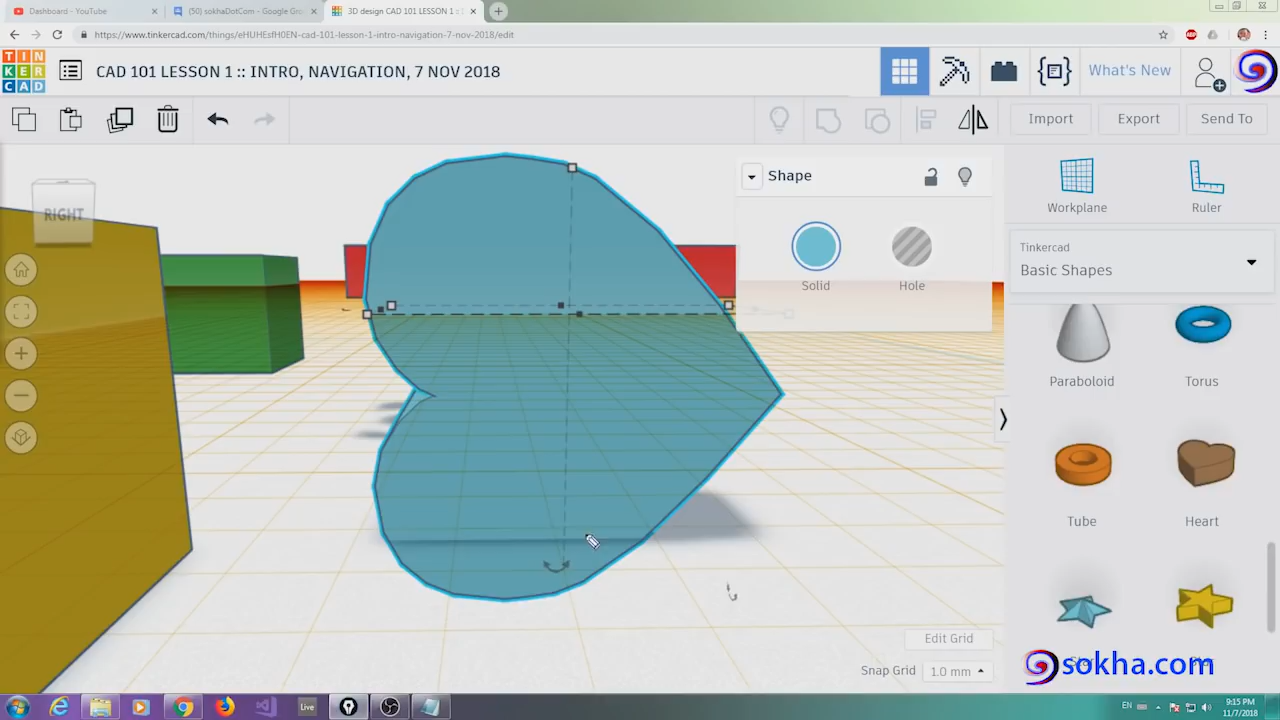 Dashboard - YouTube
(50) sokhaDotCom - Google Gro
3D design CAD 101 LESSON 1 ::
https://www.tinkercad.com/things/eHUHEsfH0EN-cad-101-lesson-1-intro-navigation-7-nov-2018/edit
TIN
KER
CAD
CAD 101 LESSON 1 :: INTRO, NAVIGATION, 7 NOV 2018
What's New
Import
Export
Send To
RIGHT
Shape
Solid
Hole
Workplane
Ruler
Tinkercad
Basic Shapes
Paraboloid
Torus
Tube
Heart
sokha.com
Edit Grid
Snap Grid
1.0 mm
Live
EN
9:15 PM
11/7/2018